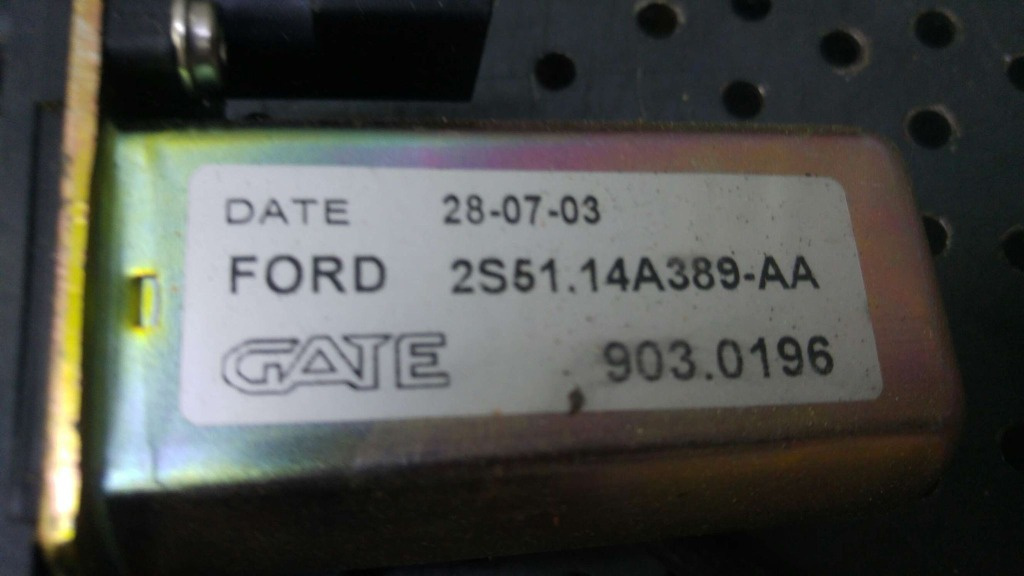 DATE 28-07-03
FORD 2S51.14A389-AA
GATE 903.0196